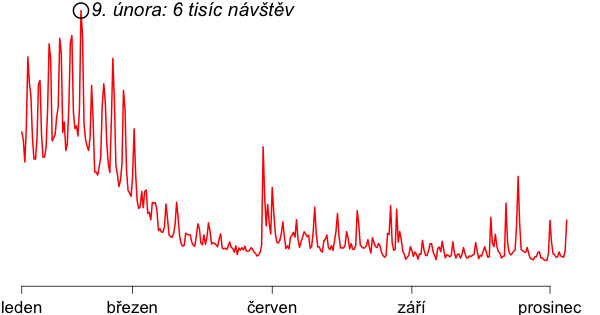 9. února: 6 tisíc návštěv
leden březen červen září prosinec